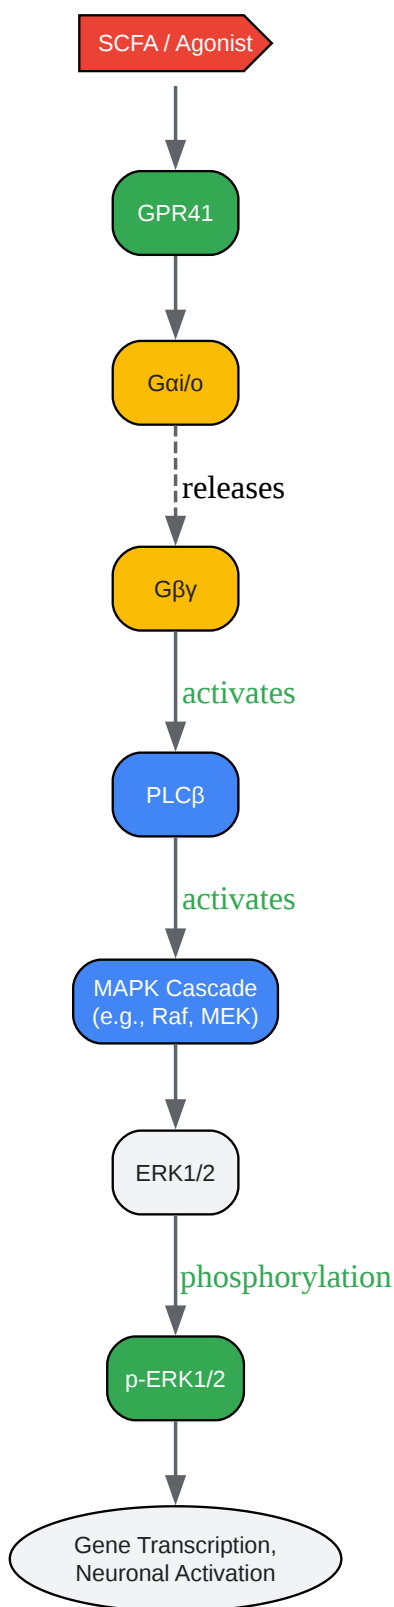 SCFA / Agonist
GPR41
Gαi/o
releases
Gβγ
activates
PLCβ
activates
MAPK Cascade
(e.g., Raf, MEK)
ERK1/2
phosphorylation
p-ERK1/2
Gene Transcription,
Neuronal Activation